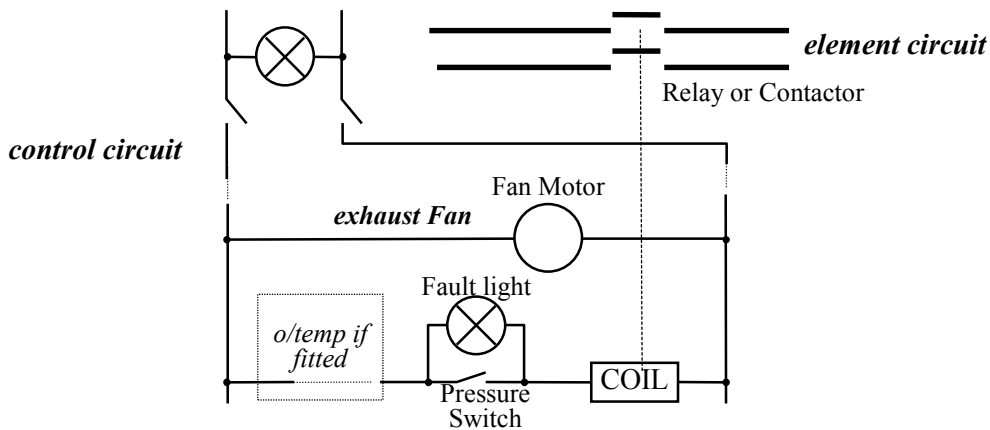 element circuit
Relay or Contactor
control circuit
Fan Motor
exhaust Fan
Fault light
o/temp if
fitted
COIL
Pressure
Switch